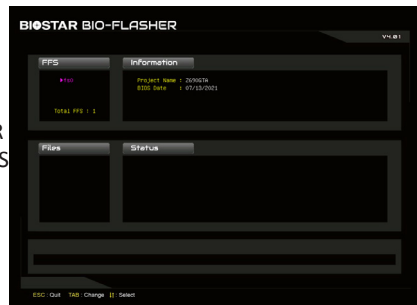 BIOSTAR BIO-FLASHER
V4.01
FFS
Information
Project Name : Z690GTA
BIOS Date : 07/13/2021
Total FFS : 1
Files
Status
ESC : Quit TAB : Change : Select
R
S